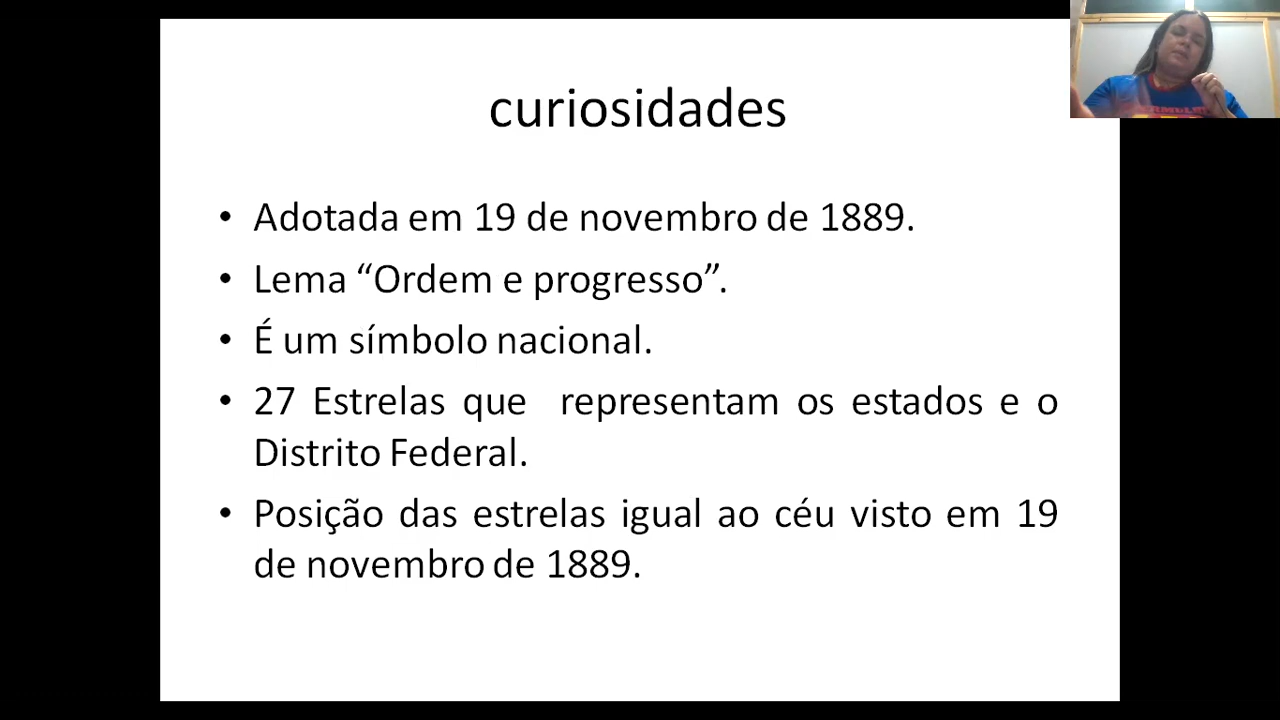 curiosidades
• Adotada em 19 de novembro de 1889.
• Lema “Ordem e progresso”.
• É um símbolo nacional.
• 27 Estrelas que representam os estados e o
Distrito Federal.
• Posição das estrelas igual ao céu visto em 19
de novembro de 1889.